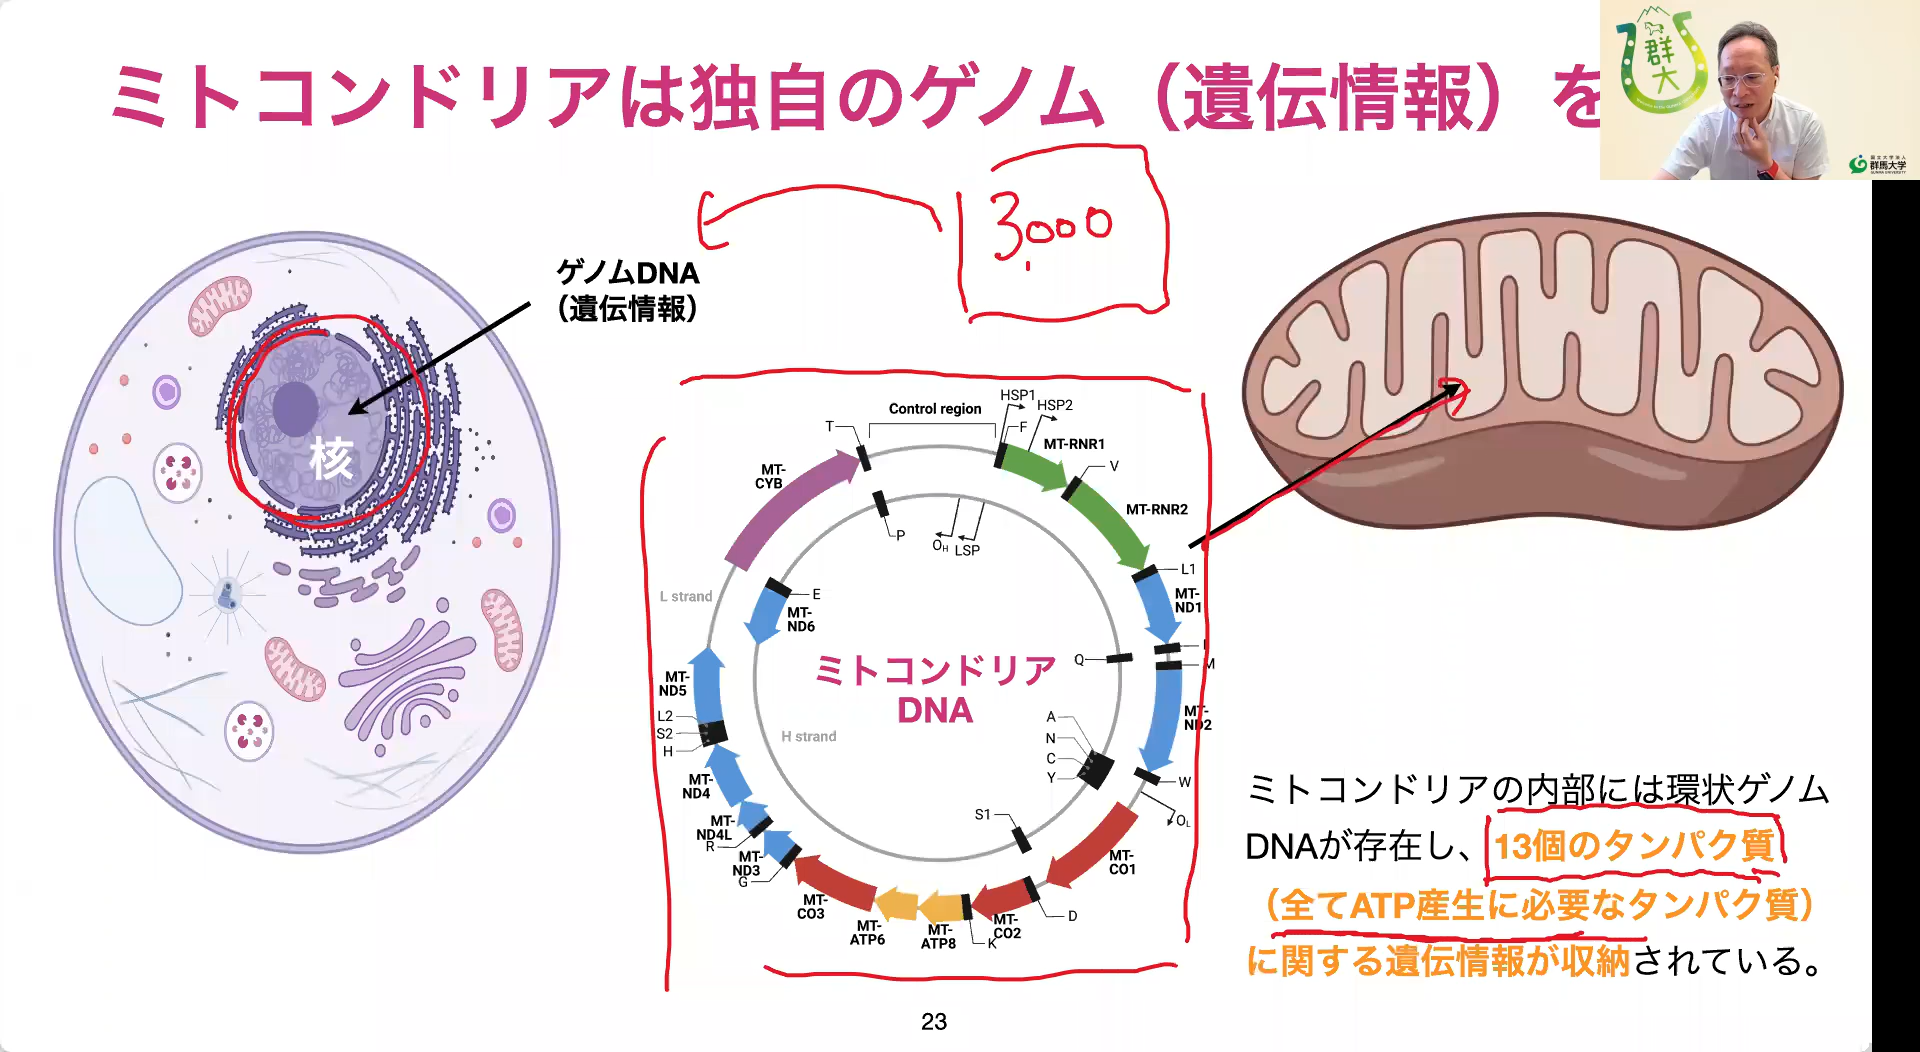 ミトコンドリアは独自のゲノム（遺伝情報）を
群
大
国立大学法人
群馬大学
GUNMA UNIVERSITY
3,000
ゲノムDNA
（遺伝情報）
核
Control region
HSP1
HSP2
T
F
MT-RNR1
V
MT-
CYB
MT-RNR2
P
OH
LSP
L1
L strand
E
MT-
ND6
MT-
ND1
I
M
Q
ミトコンドリア
DNA
MT-
ND5
L2
S2
H
H strand
A
N
C
Y
MT-
ND2
W
OL
MT-
ND4
MT-
ND4L
R
MT-
ND3
G
S1
MT-
CO1
MT-
CO3
MT-
ATP6
MT-
ATP8
K
MT-
CO2
D
ミトコンドリアの内部には環状ゲノム
DNAが存在し、13個のタンパク質
（全てATP産生に必要なタンパク質）
に関する遺伝情報が収納されている。
23